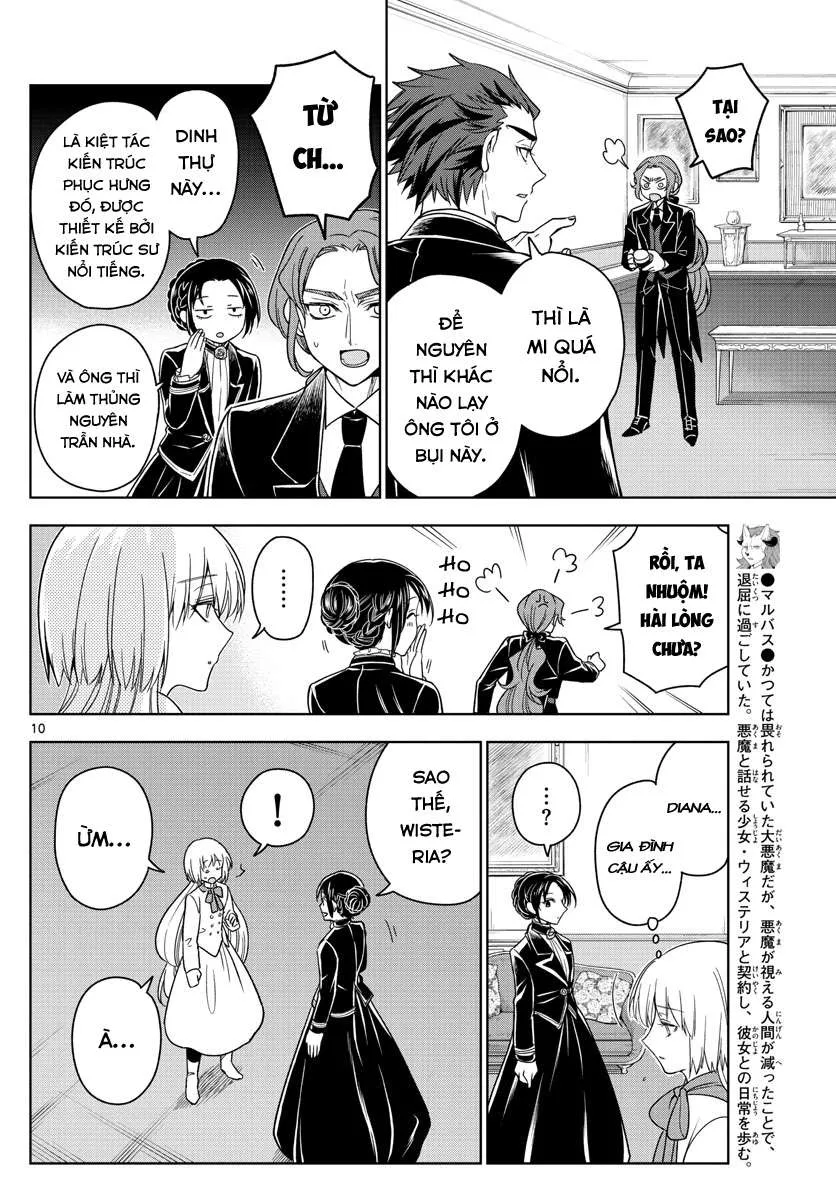 TẠI
SAO?
THÌ LÀ
MI QUÁ
NỔI.
ĐỂ
NGUYÊN
THÌ KHÁC
NÀO LẠY
ÔNG TÔI Ở
BỤI NÀY.
TỪ
CH...
DINH
THỰ
NÀY...
LÀ KIỆT TÁC
KIẾN TRÚC
PHỤC HƯNG
ĐÓ, ĐƯỢC
THIẾT KẾ BỞI
KIẾN TRÚC SƯ
NỔI TIẾNG.
VÀ ÔNG THÌ
LÀM THỦNG
NGUYÊN
TRẦN NHÀ.
RỒI, TA
NHUỘM!
HÀI LÒNG
CHƯA?
HO
HO
HO
......
DIANA...
GIA ĐÌNH
CẬU ẤY...
...?
SAO
THẾ,
WISTE-
RIA?
!
ỪM...
À...
10
●マルバス●かつては畏れられていた大悪魔だが、悪魔が視える人間が減ったことで、
退屈に過ごしていた。悪魔と話せる少女・ウィステリアと契約し、彼女との日常を歩む。